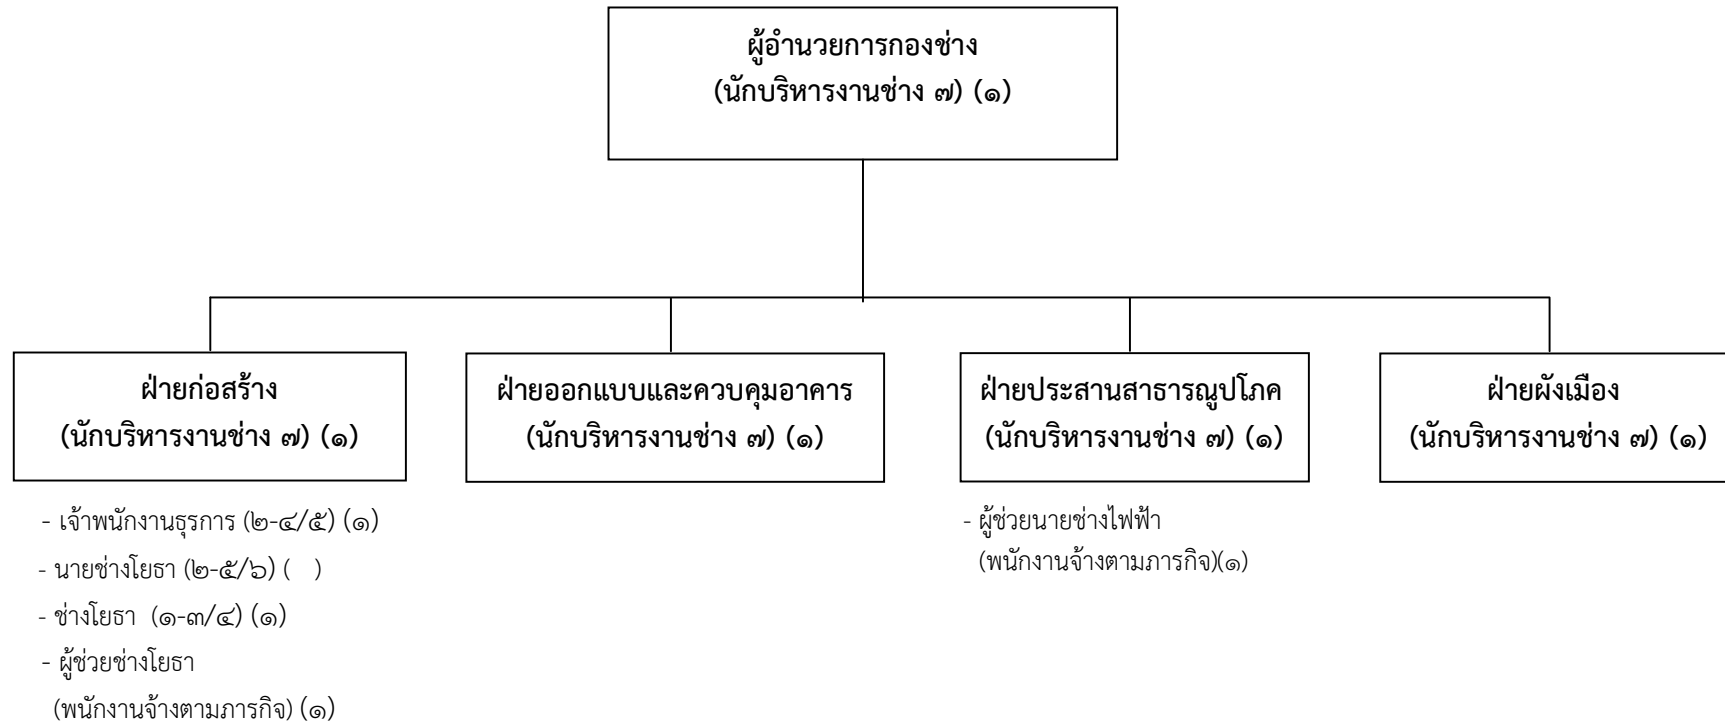 ผู้อำนวยการกองช่าง
(นักบริหารงานช่าง ๗) (๑)
ฝ่ายก่อสร้าง
(นักบริหารงานช่าง ๗) (๑)
ฝ่ายออกแบบและควบคุมอาคาร
(นักบริหารงานช่าง ๗) (๑)
ฝ่ายประสานสาธารณูปโภค
(นักบริหารงานช่าง ๗) (๑)
ฝ่ายผังเมือง
(นักบริหารงานช่าง ๗) (๑)
- เจ้าพนักงานธุรการ (๒-๔/๕) (๑)
- นายช่างโยธา (๒-๕/๖) (   )
- ช่างโยธา  (๑-๓/๔) (๑)
- ผู้ช่วยช่างโยธา
(พนักงานจ้างตามภารกิจ) (๑)
- ผู้ช่วยนายช่างไฟฟ้า
(พนักงานจ้างตามภารกิจ)(๑)